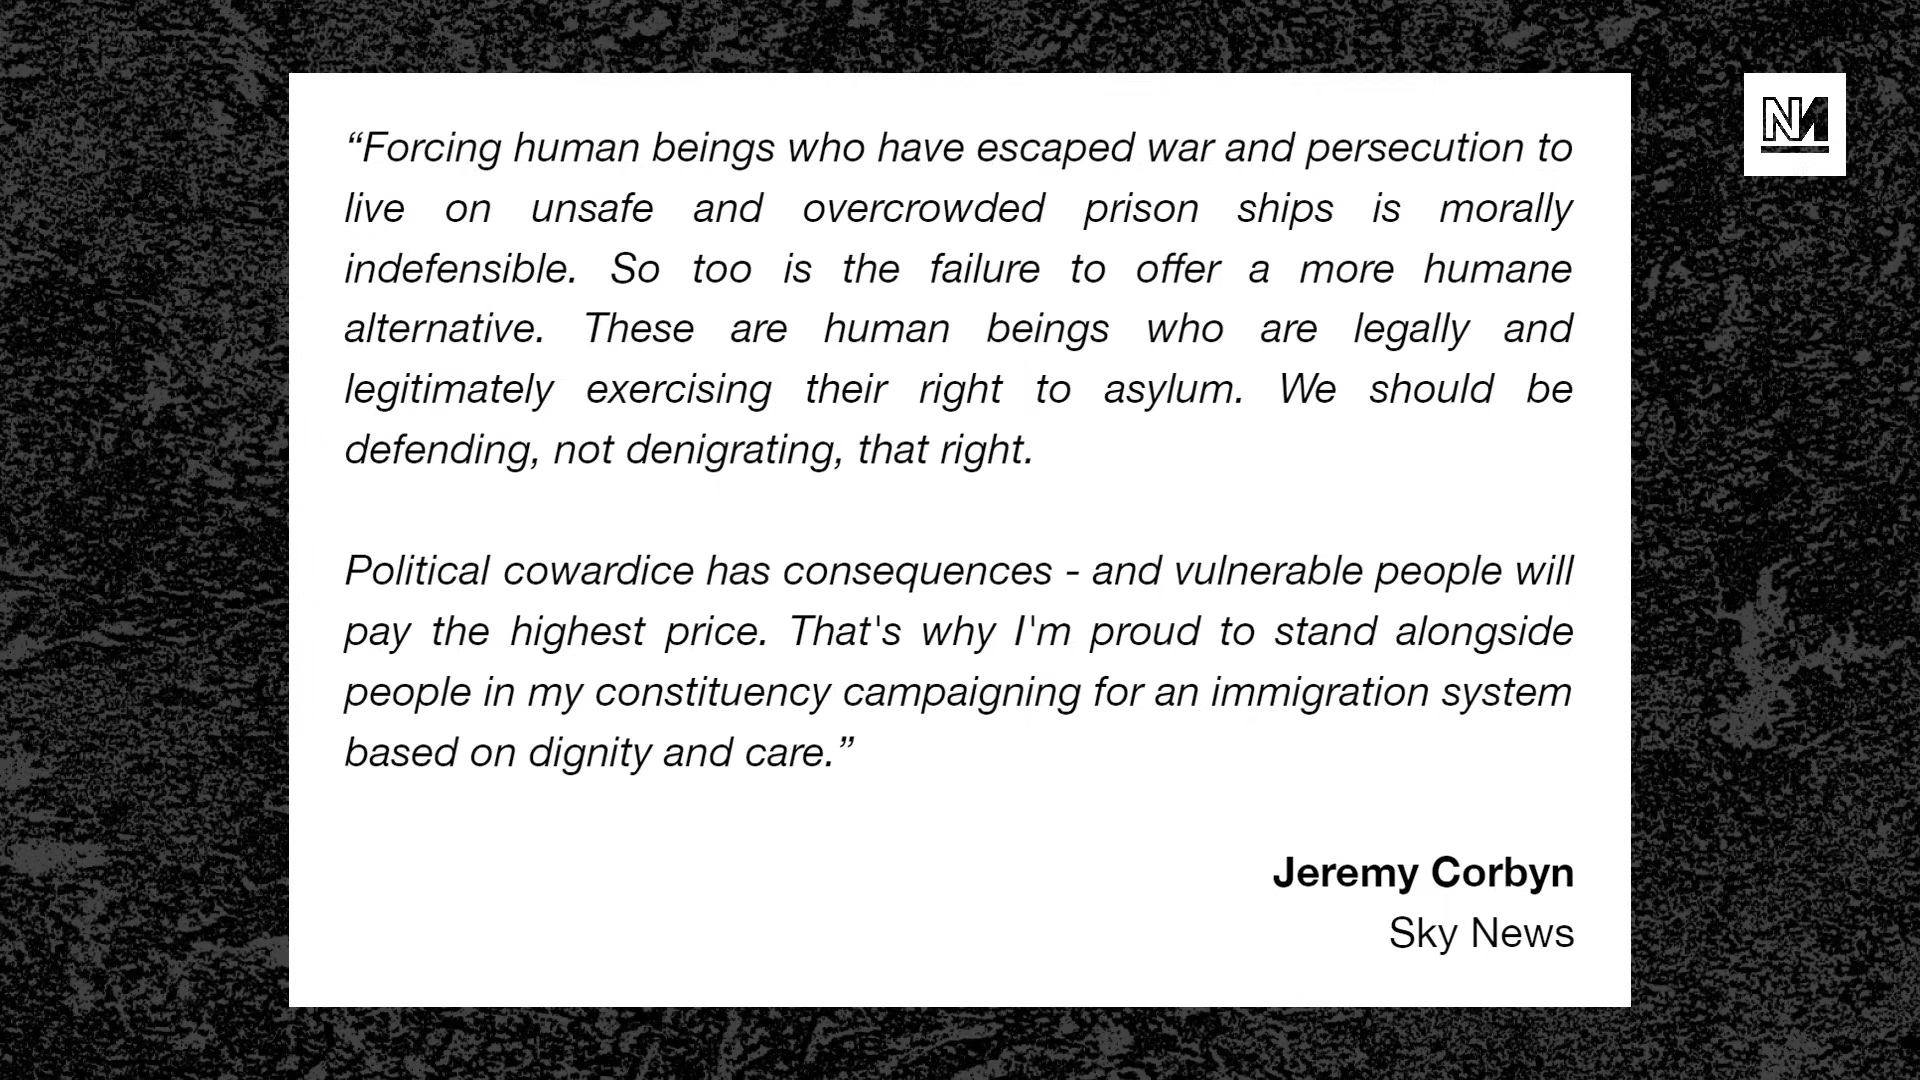 “Forcing human beings who have escaped war and persecution to
live on unsafe and overcrowded prison ships is morally
indefensible. So too is the failure to offer a more humane
alternative. These are human beings who are legally and
legitimately exercising their right to asylum. We should be
defending, not denigrating, that right.
Political cowardice has consequences - and vulnerable people will
pay the highest price. That's why I'm proud to stand alongside
people in my constituency campaigning for an immigration system
based on dignity and care.”
Jeremy Corbyn
Sky News
NM